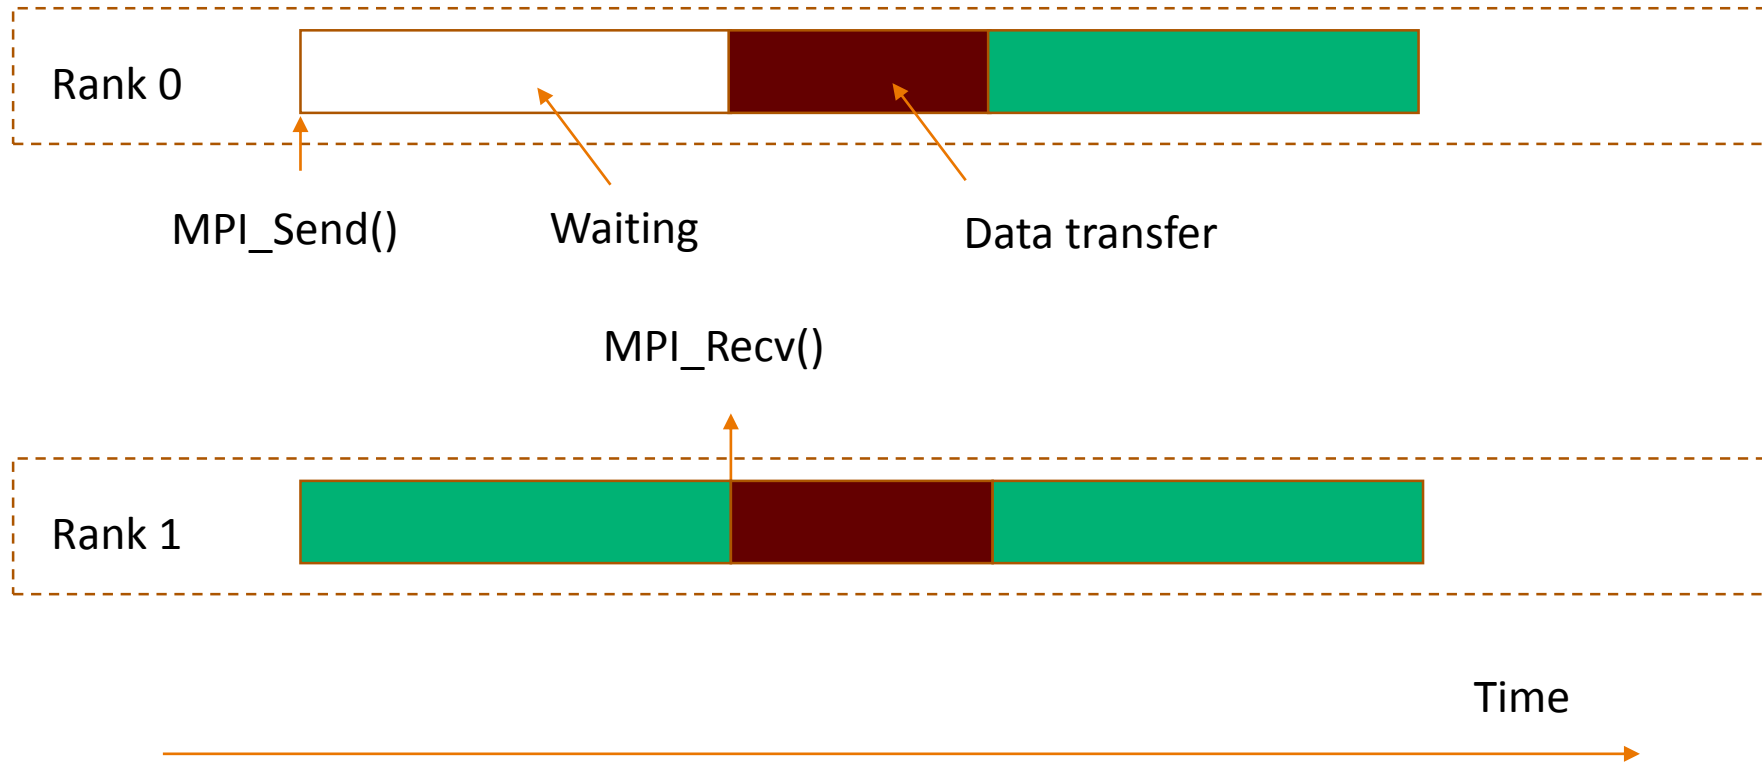 Rank 0
MPI_Send()
Waiting
Data transfer
MPI_Recv()
Rank 1
Time